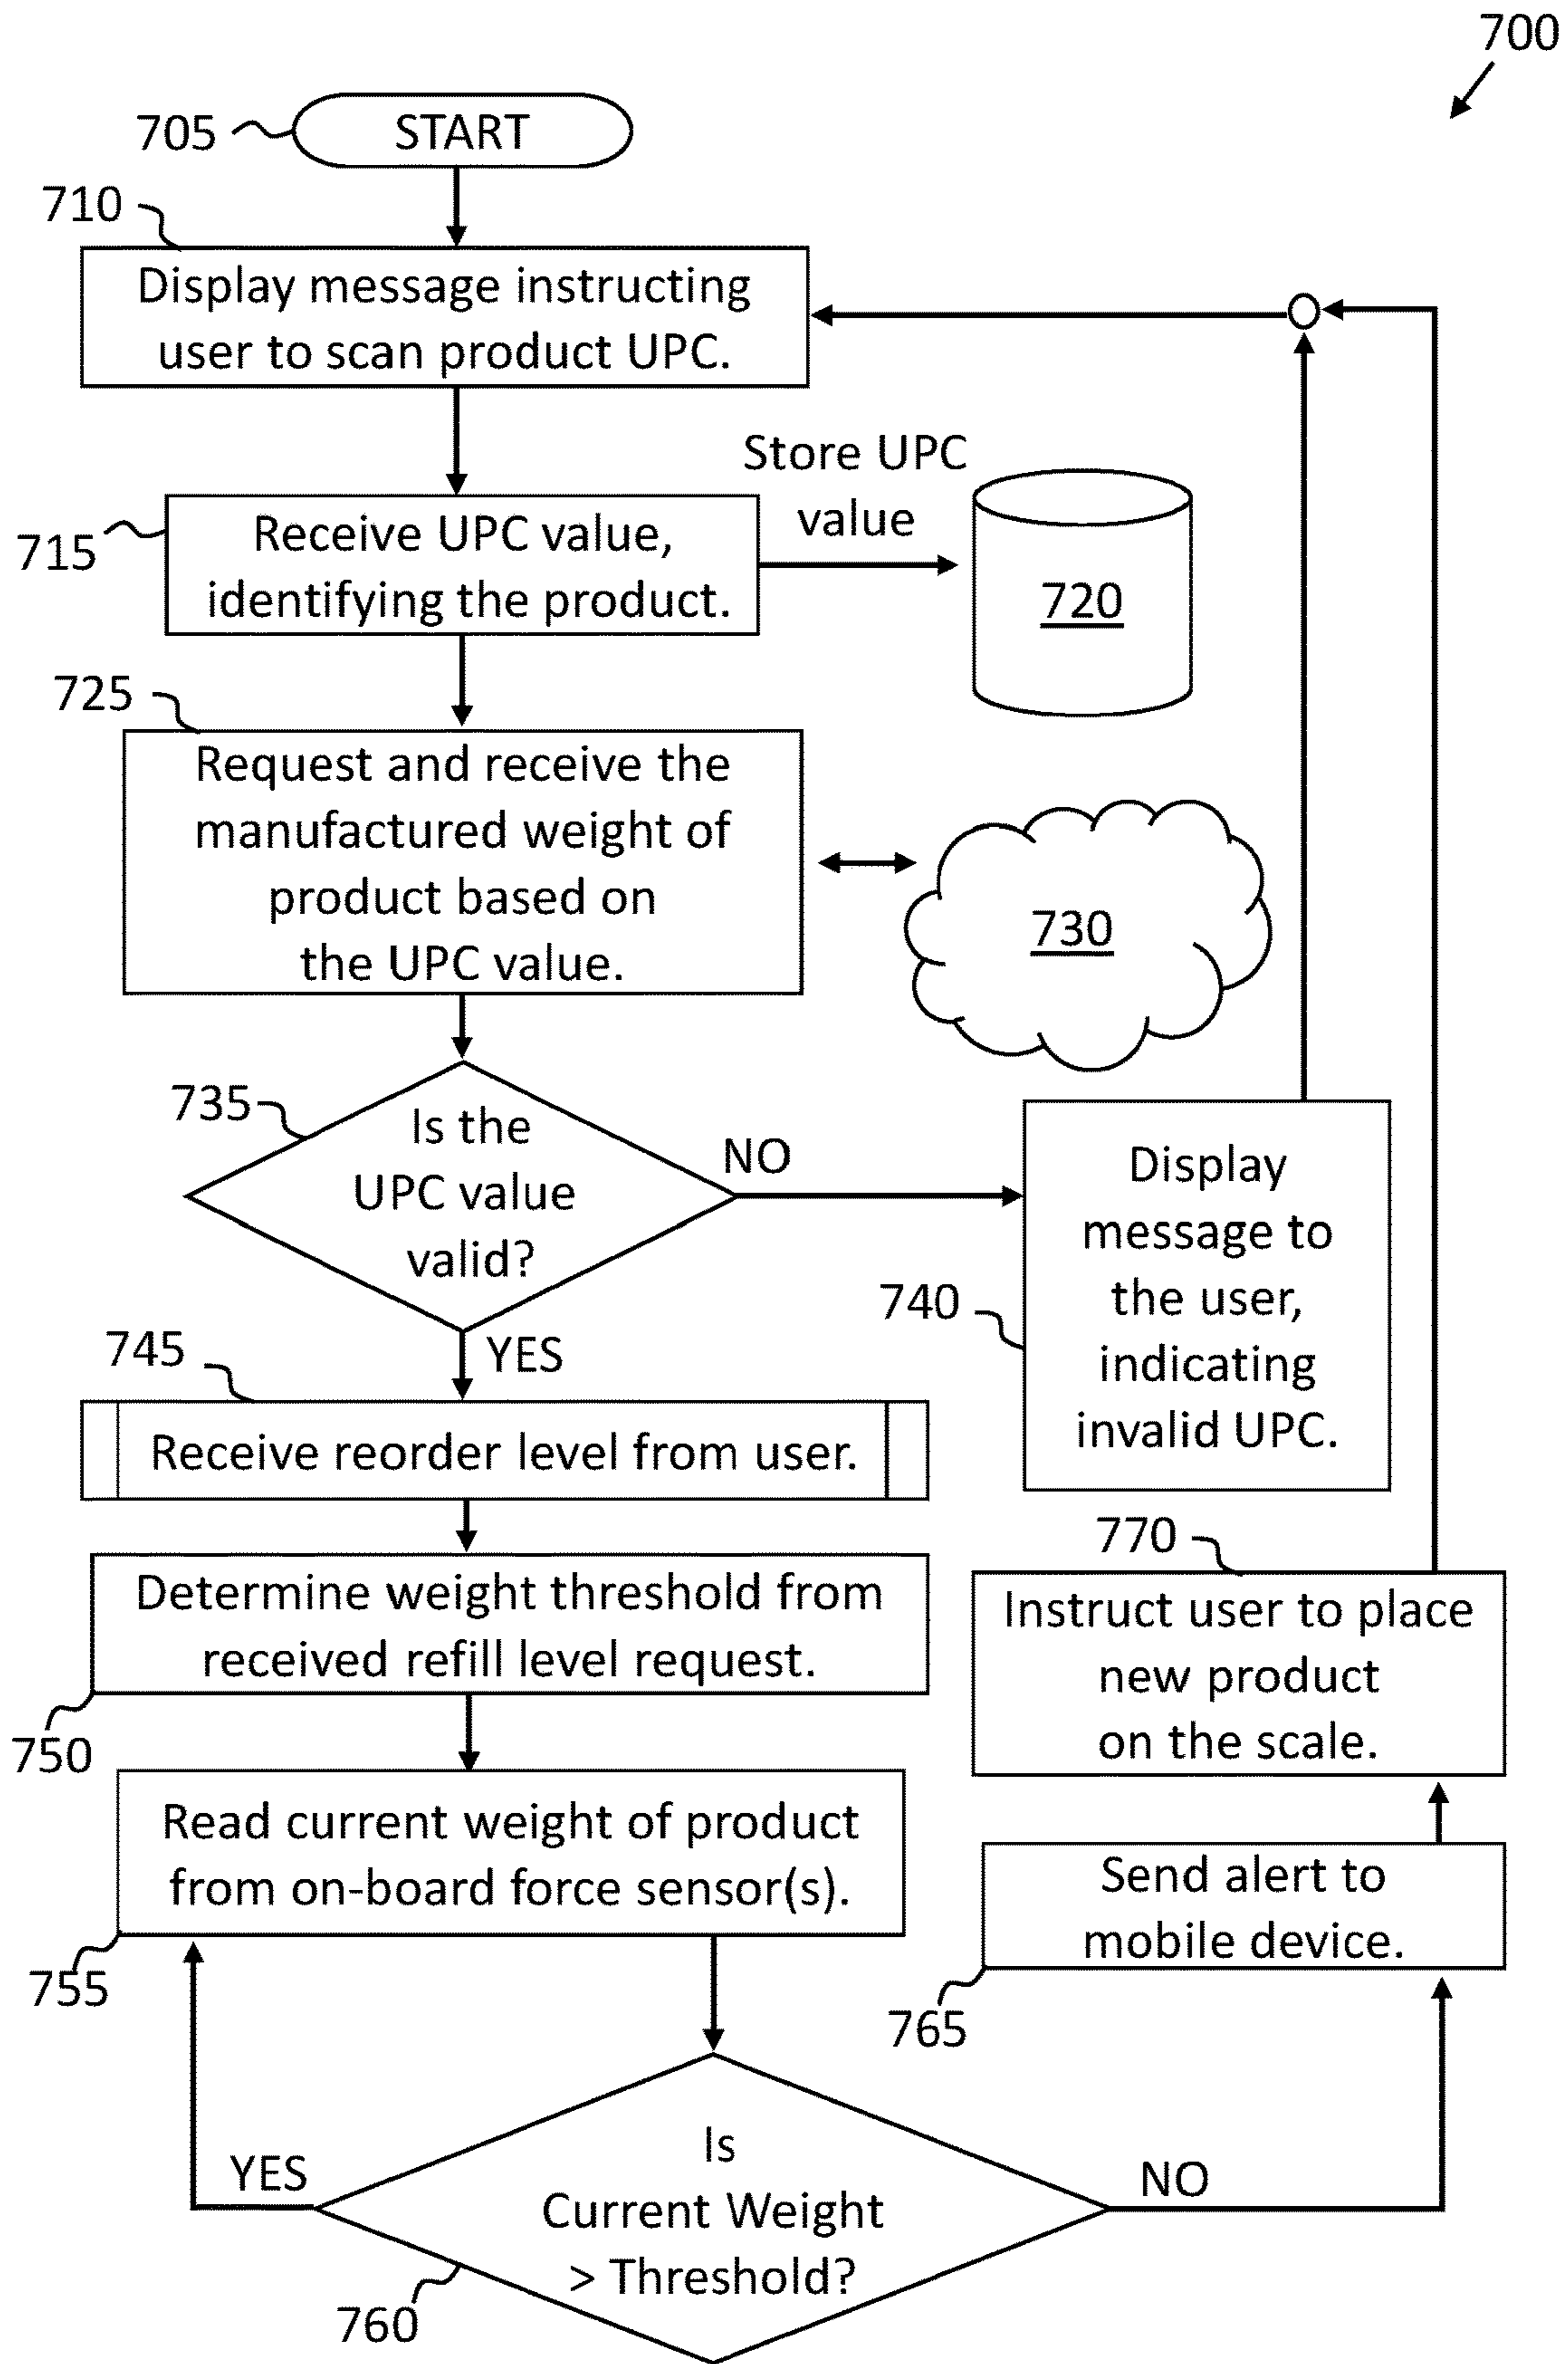 700
705
START
710
Display message instructing
user to scan product UPC.
Store UPC
value
715
Receive UPC value,
identifying the product.
720
725
Request and receive the
manufactured weight of
product based on
the UPC value.
730
735
Is the
UPC value
valid?
NO
YES
740
Display
message to
the user,
indicating
invalid UPC.
745
Receive reorder level from user.
750
Determine weight threshold from
received refill level request.
770
Instruct user to place
new product
on the scale.
755
Read current weight of product
from on-board force sensor(s).
765
Send alert to
mobile device.
YES
Is
Current Weight
> Threshold?
NO
760